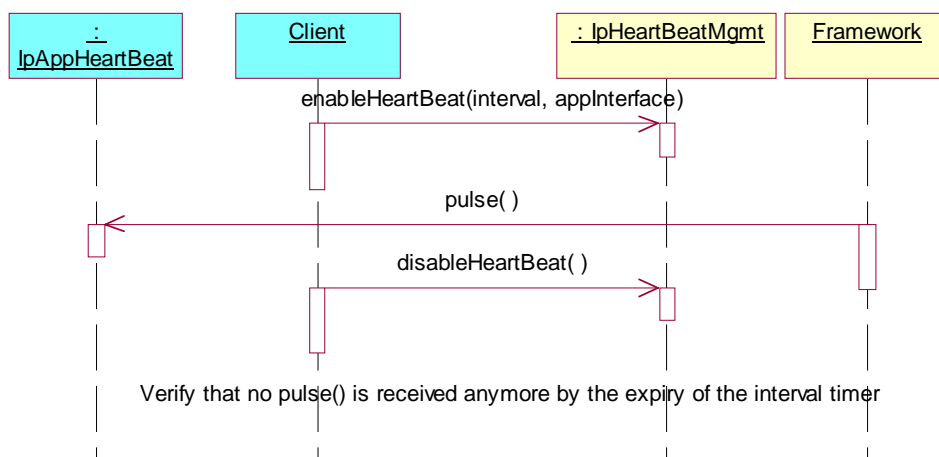 :
IpAppHeartBeat
Client
: IpHeartBeatMgmt
Framework
enableHeartBeat(interval, appInterface)
pulse( )
disableHeartBeat( )
Verify that no pulse() is received anymore by the expiry of the interval timer